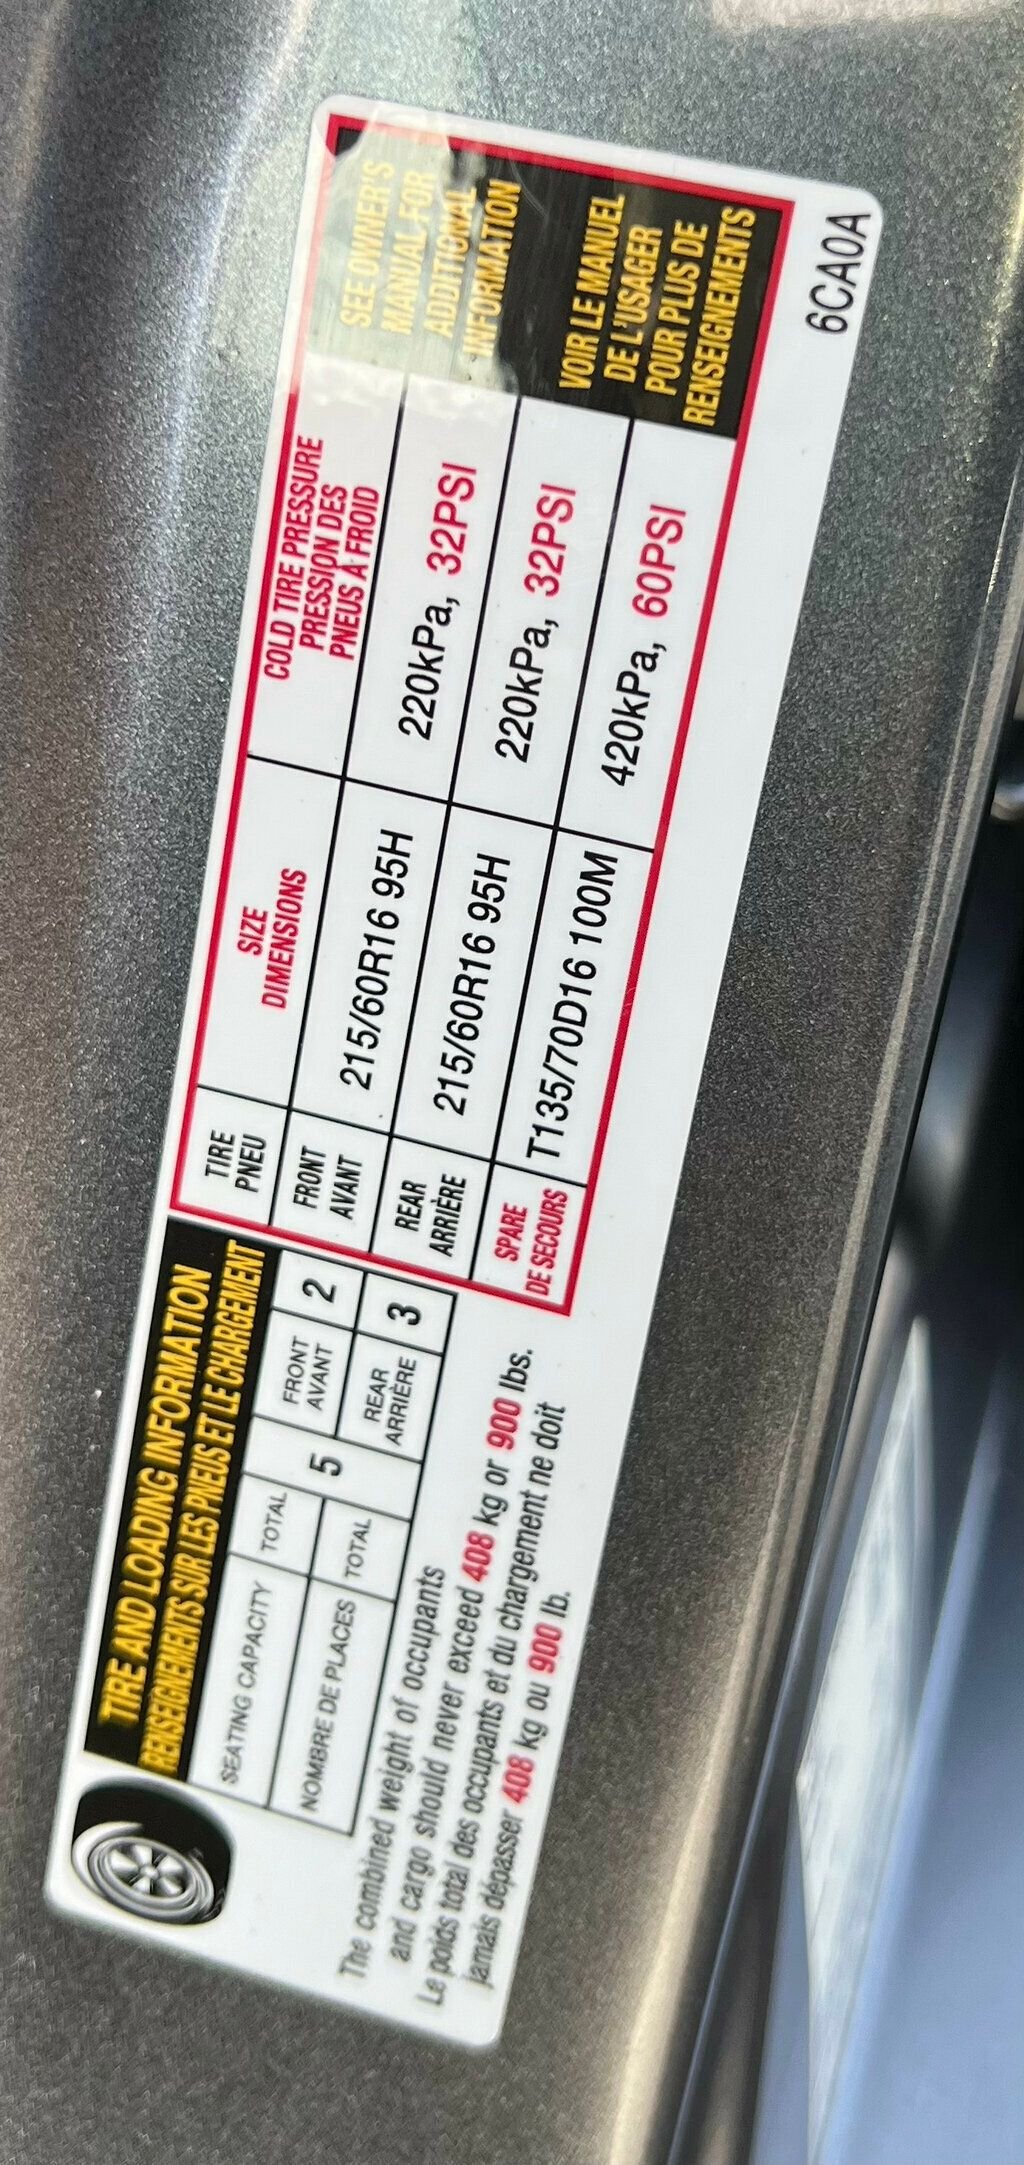 TIRE AND LOADING INFORMATION
RENSEIGNEMENTS SUR LES PNEUS ET LE CHARGEMENT
SEATING CAPACITY TOTAL 5 FRONT AVANT 2
NOMBRE DE PLACES TOTAL REAR ARRIÈRE 3
The combined weight of occupants
and cargo should never exceed 408 kg or 900 lbs.
Le poids total des occupants et du chargement ne doit
jamais dépasser 408 kg ou 900 lb.
TIRE
PNEU
SIZE
DIMENSIONS
COLD TIRE PRESSURE
PRESSION DES
PNEUS A FROID
FRONT
AVANT
215/60R16 95H
220kPa, 32PSI
REAR
ARRIÈRE
215/60R16 95H
220kPa, 32PSI
SPARE
DE SECOURS
T135/70D16 100M
420kPa, 60PSI
SEE OWNER'S
MANUAL FOR
ADDITIONAL
INFORMATION
VOIR LE MANUEL
DE L'USAGER
POUR PLUS DE
RENSEIGNEMENTS
6CA0A